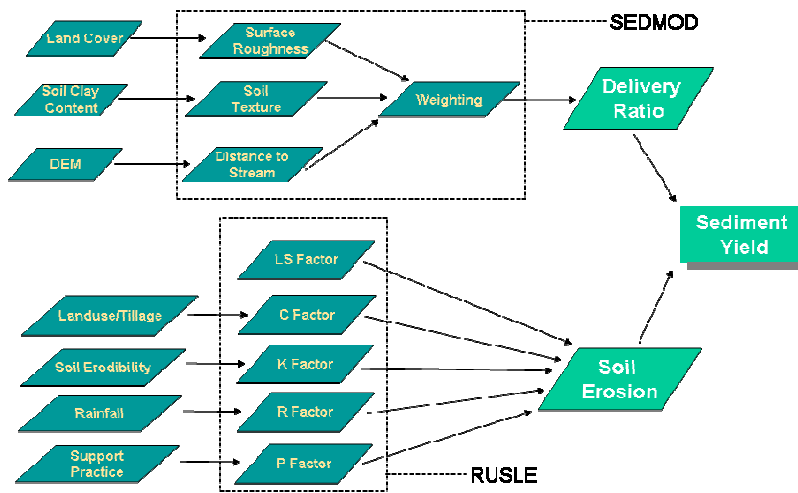 SEDMOD
Land Cover
Surface
Roughness
Soil Clay
Content
Soil
Texture
Weighting
Delivery
Ratio
DEM
Distance to
Stream
Sediment
Yield
LS Factor
Landuse/Tillage
C Factor
Soil Erodibility
K Factor
Soil
Erosion
Rainfall
R Factor
Support
Practice
P Factor
RUSLE